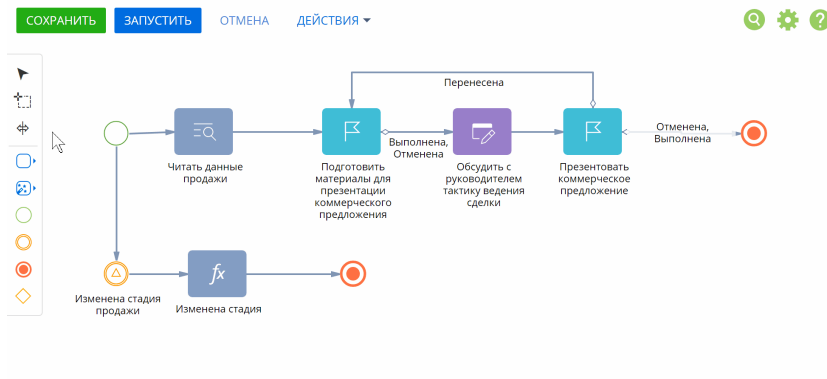 СОХРАНИТЬ
ЗАПУСТИТЬ
ОТМЕНА
ДЕЙСТВИЯ
Перенесена
Выполнена,
Отменена
Отменена,
Выполнена
Читать данные
продажи
Подготовить
материалы для
презентации
коммерческого
предложения
Обсудить с
руководителем
тактику ведения
сделки
Презентовать
коммерческое
предложение
fx
Изменена стадия
продажи
Изменена стадия